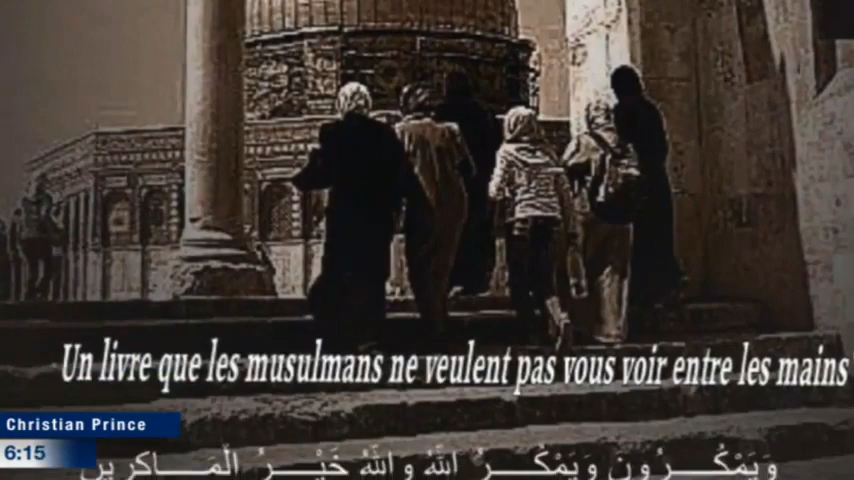 Un livre que les musulmans ne veulent pas vous voir entre les mains
Christian Prince
6:15
وَيَمْكُرُونَ وَيَمْكُرُ اللَّهُ وَاللَّهُ خَيْرُ الْمَاكِرِينَ